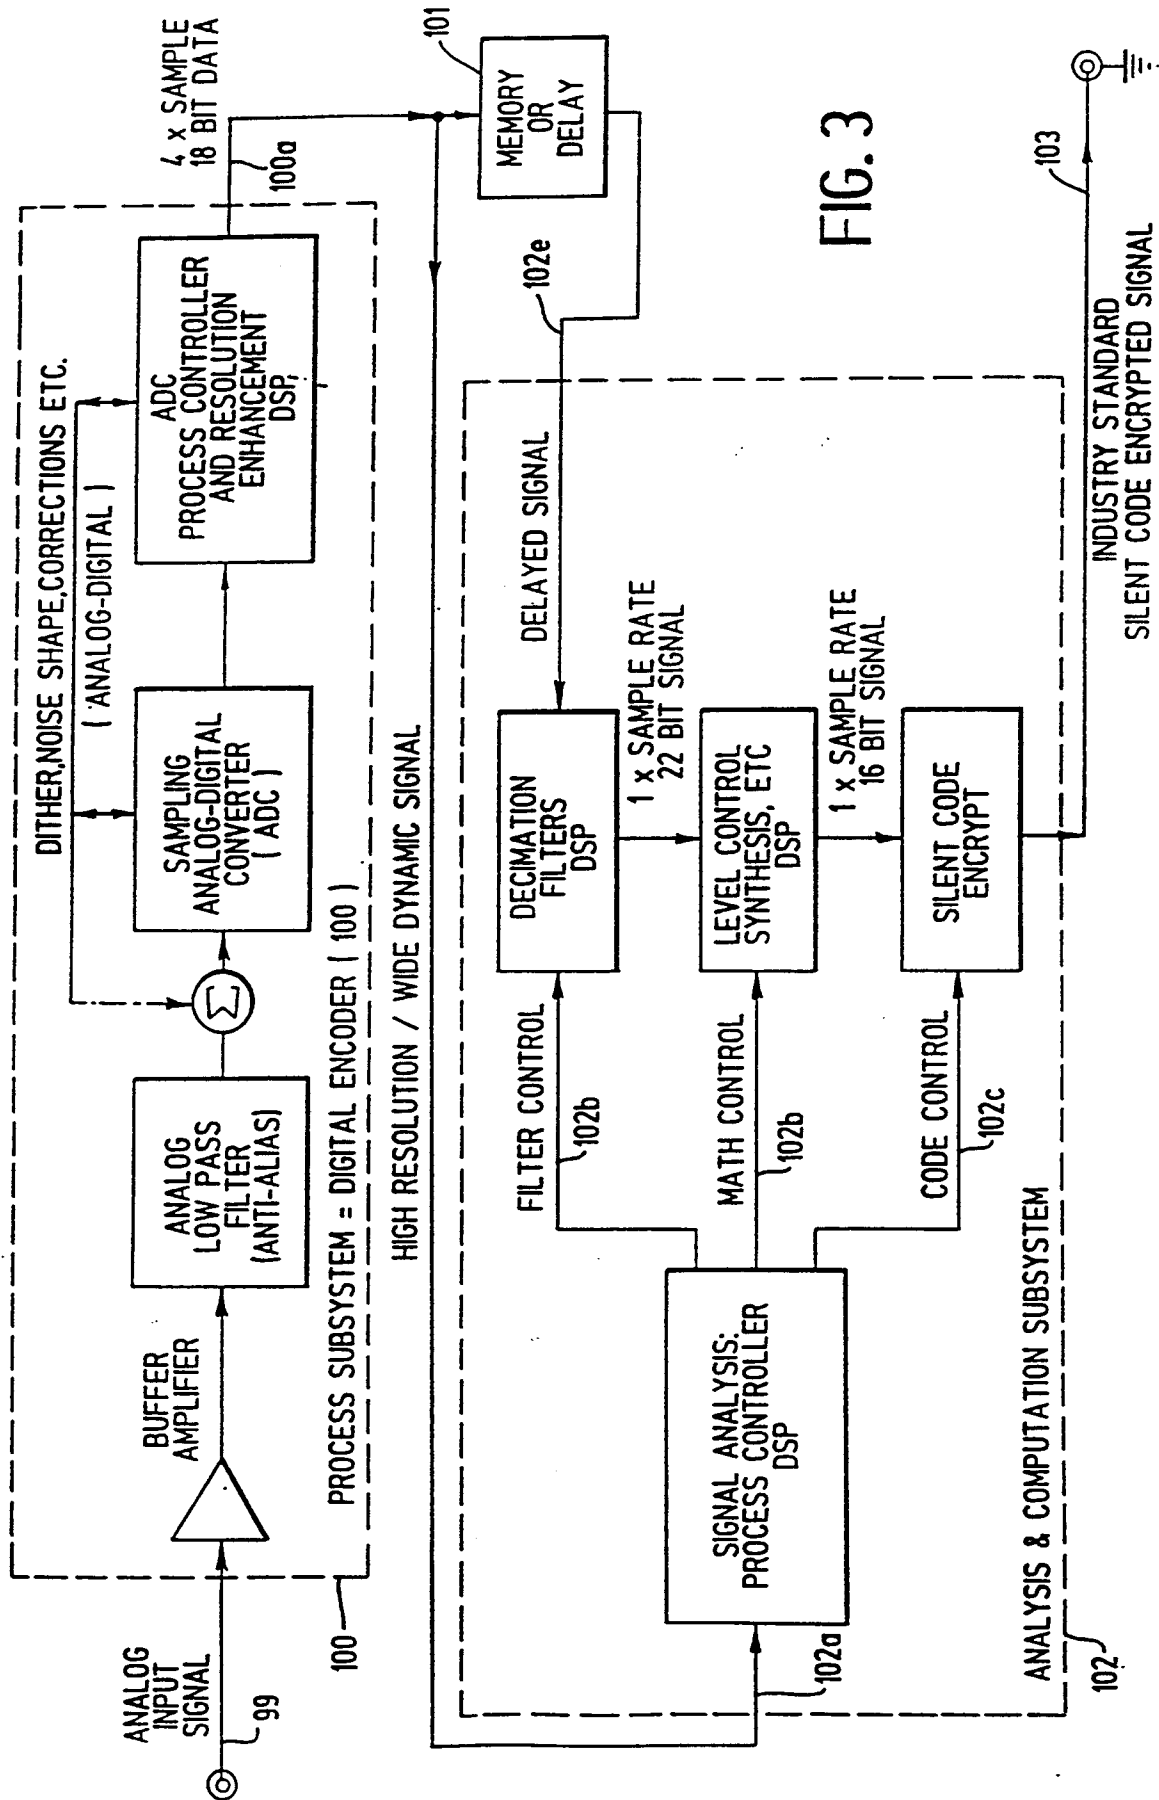 ANALOG
INPUT
SIGNAL
99
100
BUFFER
AMPLIFIER
ANALOG
LOW PASS
FILTER
(ANTI-ALIAS)
Σ
SAMPLING
ANALOG-DIGITAL
CONVERTER
( ADC )
DITHER,NOISE SHAPE,CORRECTIONS ETC.
( ANALOG-DIGITAL )
ADC
PROCESS CONTROLLER
AND RESOLUTION
ENHANCEMENT
DSP,
PROCESS SUBSYSTEM = DIGITAL ENCODER ( 100 )
4 x SAMPLE
18 BIT DATA
100a
HIGH RESOLUTION / WIDE DYNAMIC SIGNAL
101
MEMORY
OR
DELAY
102e
DELAYED SIGNAL
DECIMATION
FILTERS
DSP
FILTER CONTROL
102b
1 x SAMPLE RATE
22 BIT SIGNAL
LEVEL CONTROL
SYNTHESIS, ETC
DSP
MATH CONTROL
102b
1 x SAMPLE RATE
16 BIT SIGNAL
SILENT CODE
ENCRYPT
CODE CONTROL
102c
SIGNAL ANALYSIS:
PROCESS CONTROLLER
DSP
102a
ANALYSIS & COMPUTATION SUBSYSTEM
102
103
INDUSTRY STANDARD
SILENT CODE ENCRYPTED SIGNAL
FIG. 3